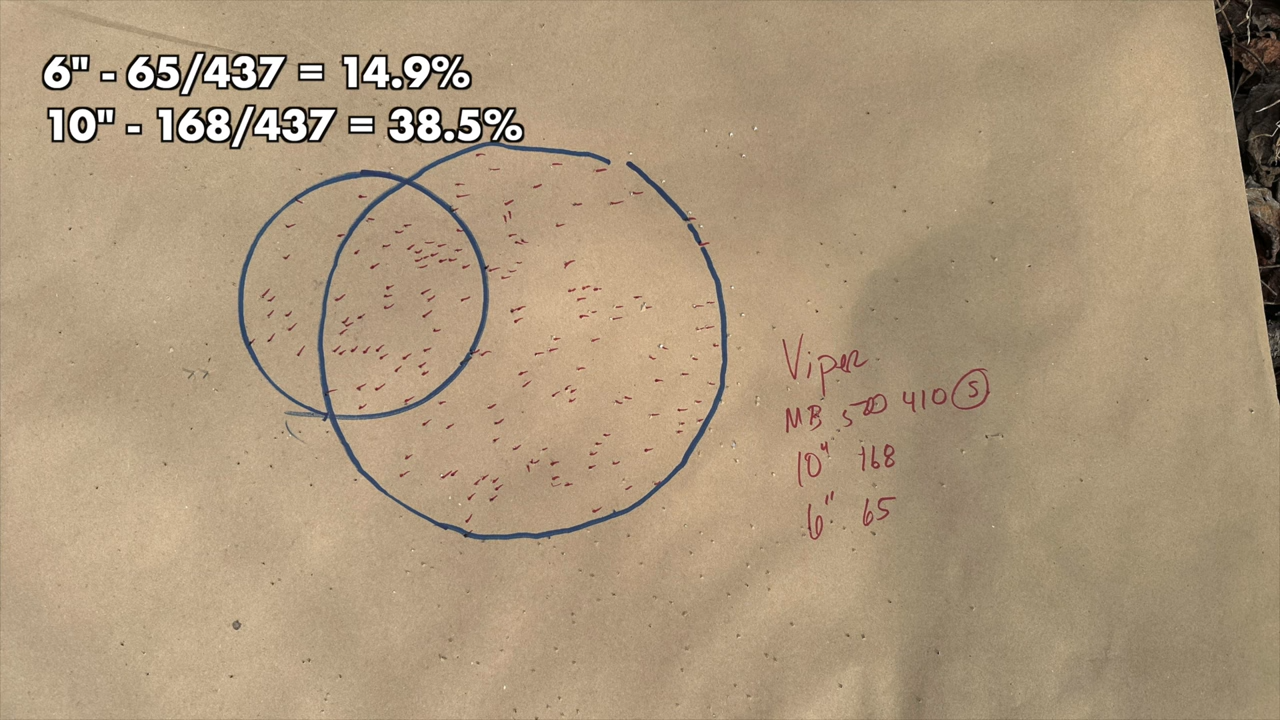 6" - 65/437 = 14.9%
10" - 168/437 = 38.5%
Viper
MB 500 410 S
10" 168
6" 65